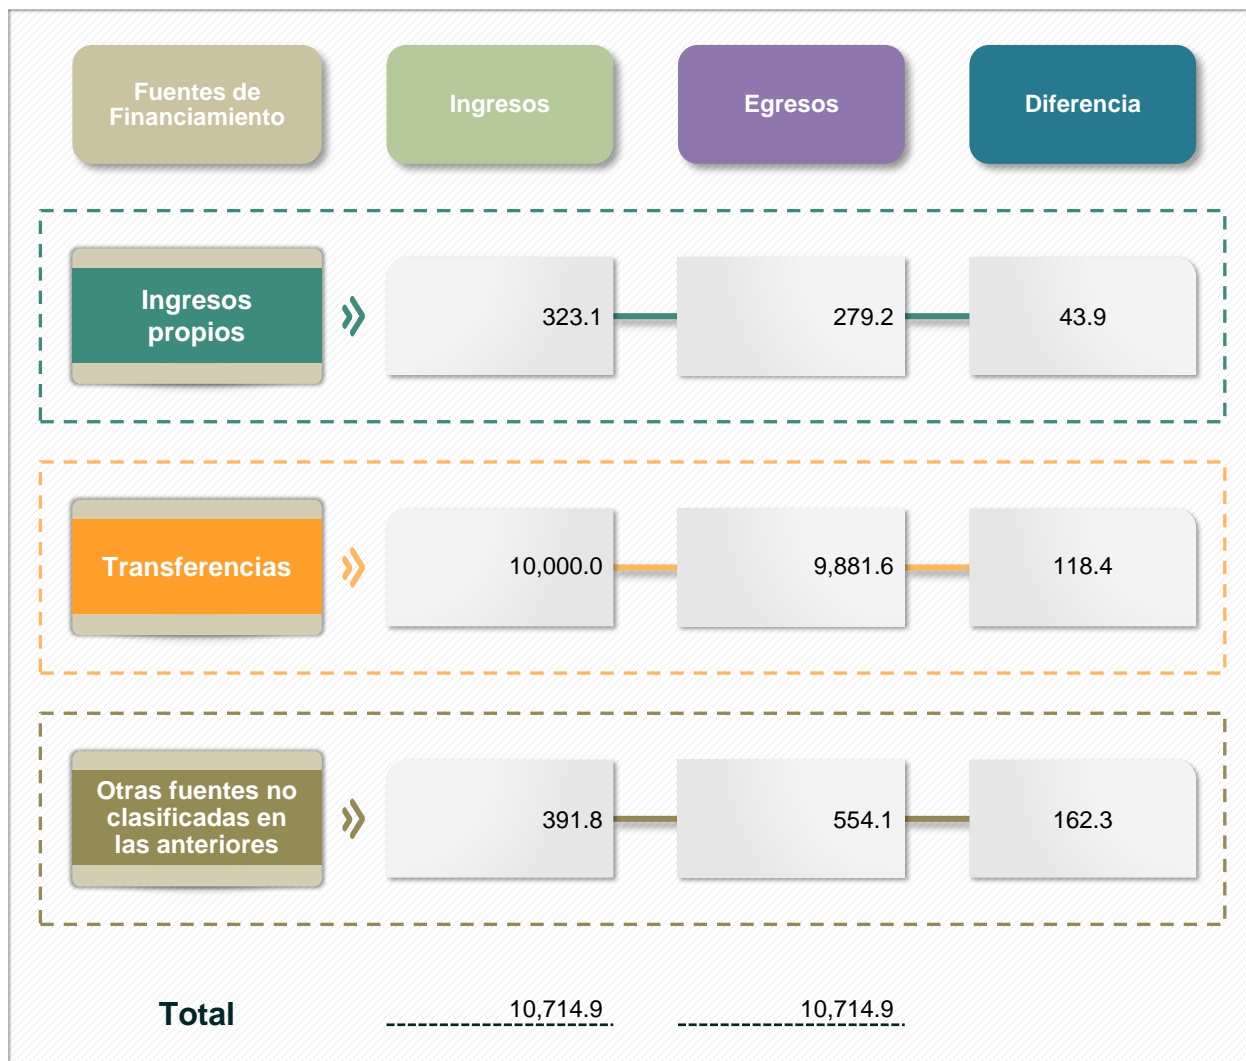 Fuentes de
Financiamiento
Ingresos
Egresos
Diferencia
Ingresos
propios
323.1
279.2
43.9
Transferencias
10,000.0
9,881.6
118.4
Otras fuentes no
clasificadas en
las anteriores
391.8
554.1
162.3
Total
10,714.9
10,714.9